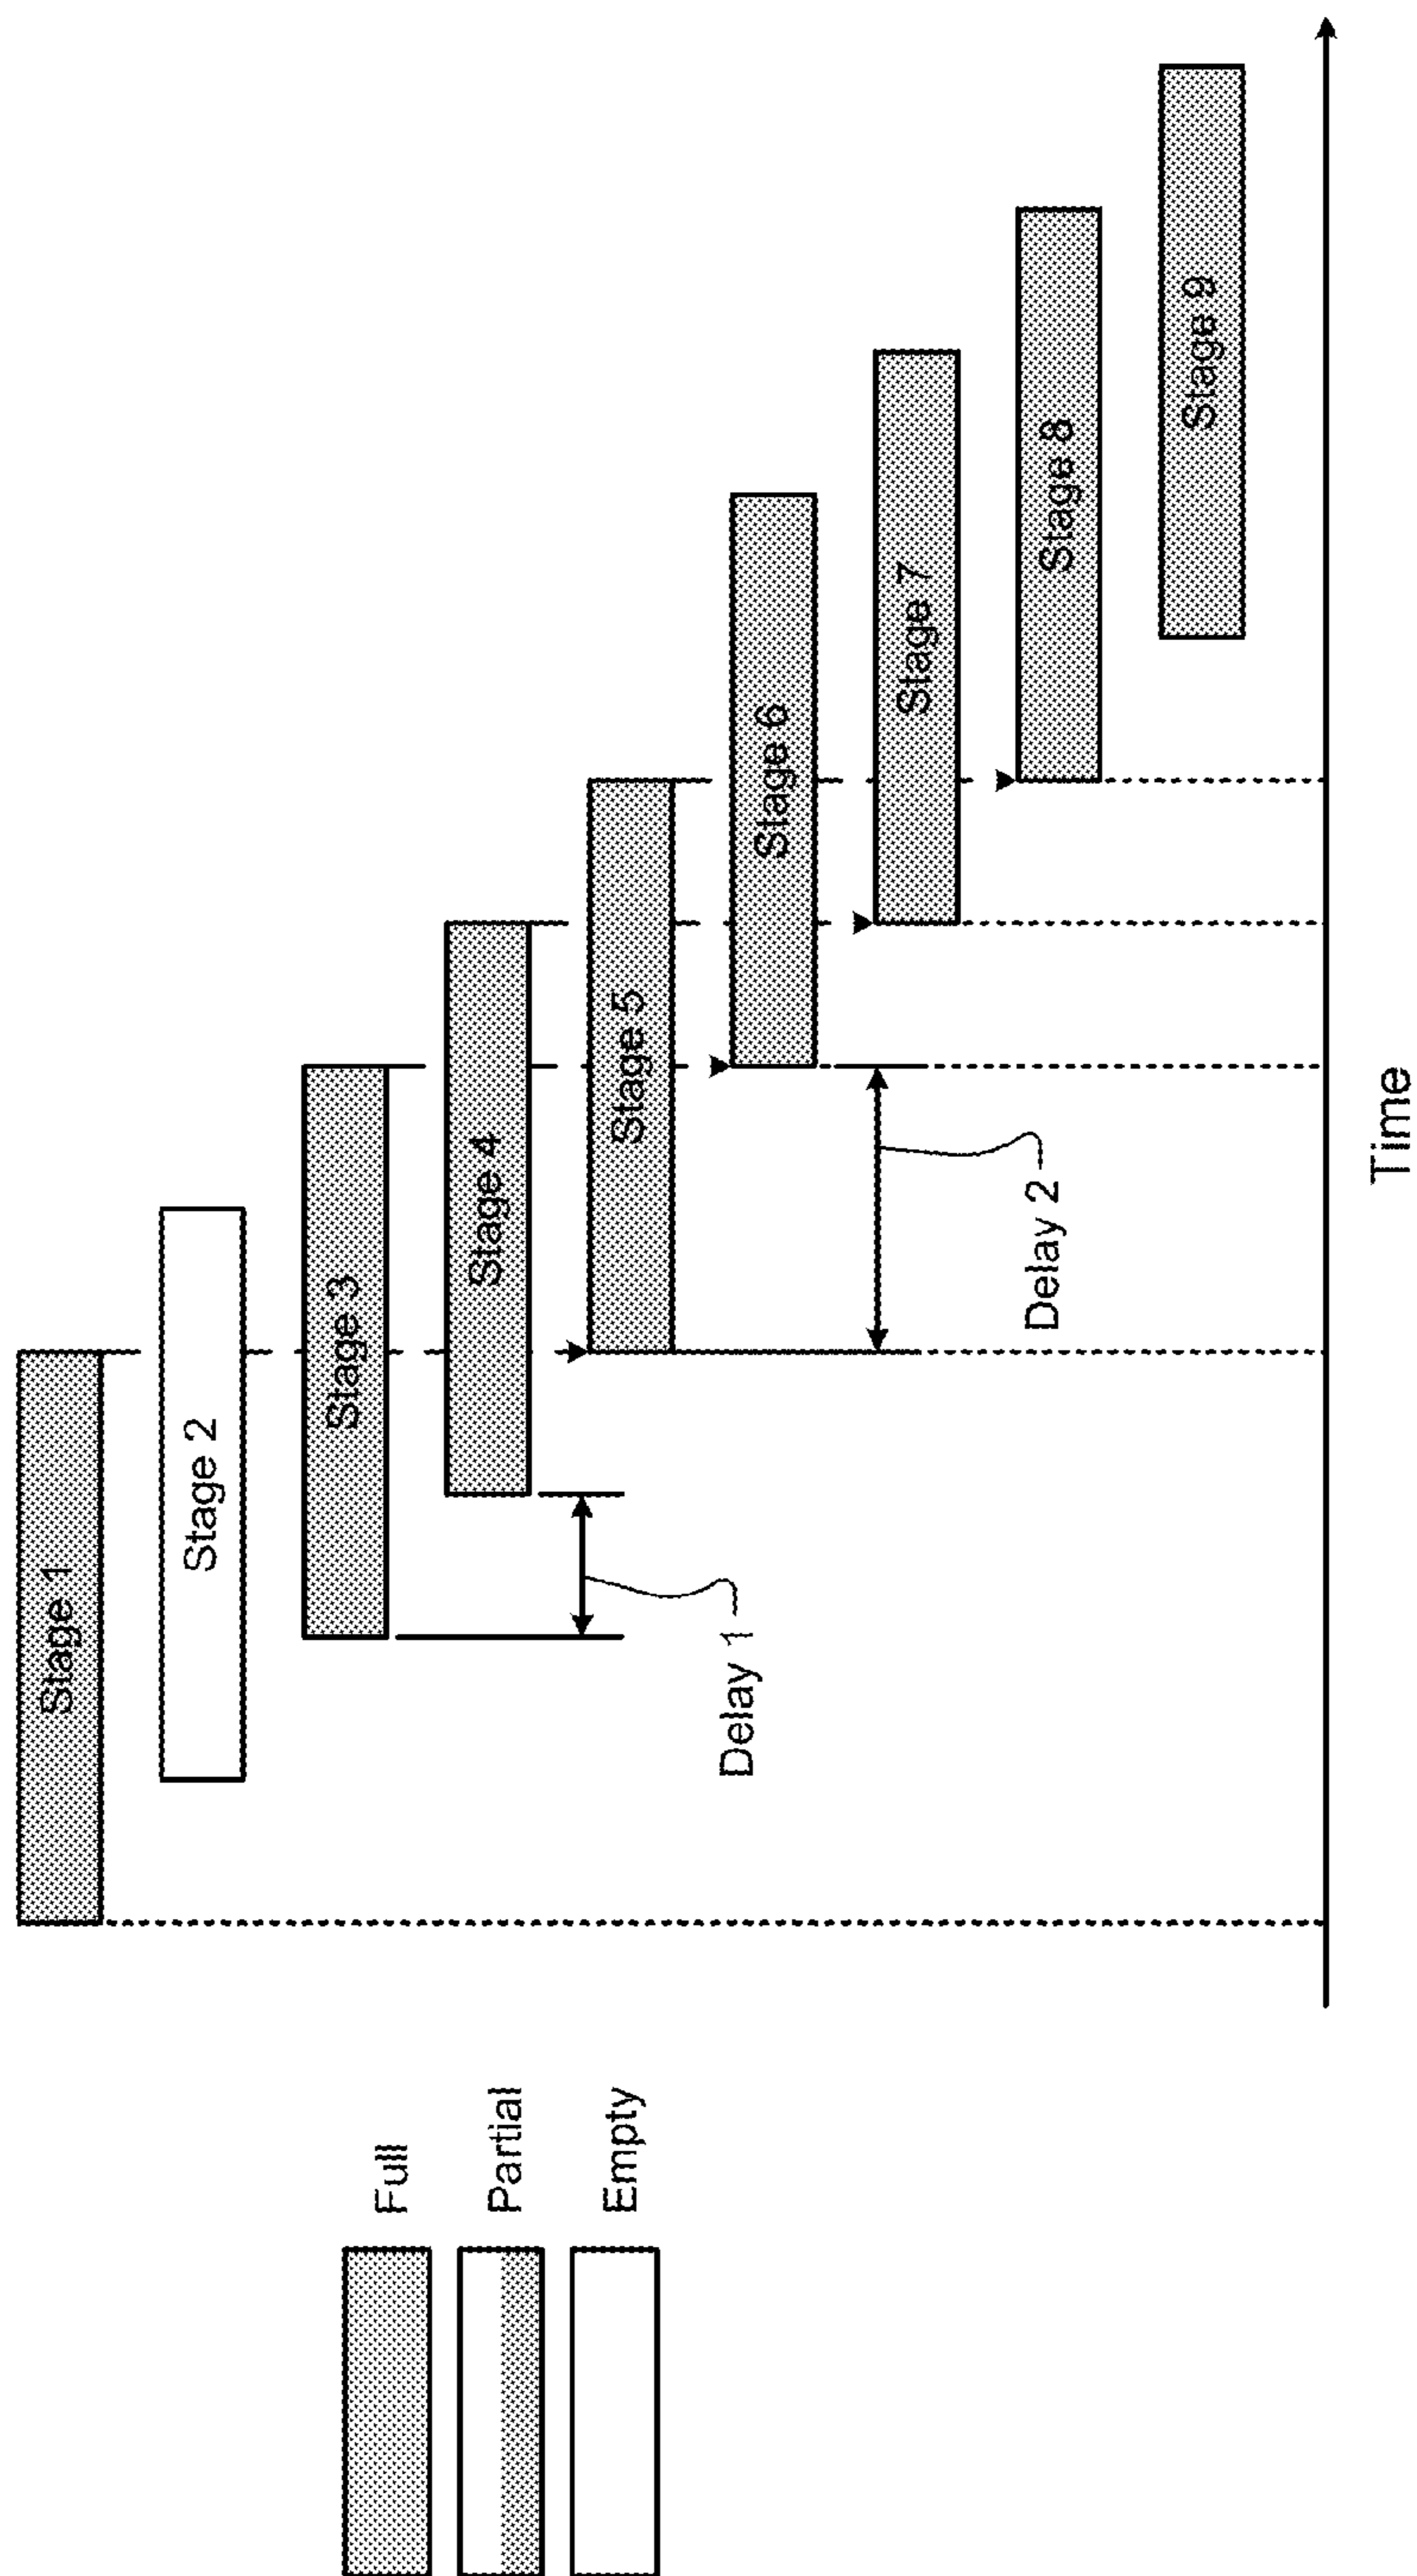 Full
Partial
Empty
Stage 1
Stage 2
Stage 3
Stage 4
Stage 5
Stage 6
Stage 7
Stage 8
Stage 9
Delay 1
Delay 2
Time